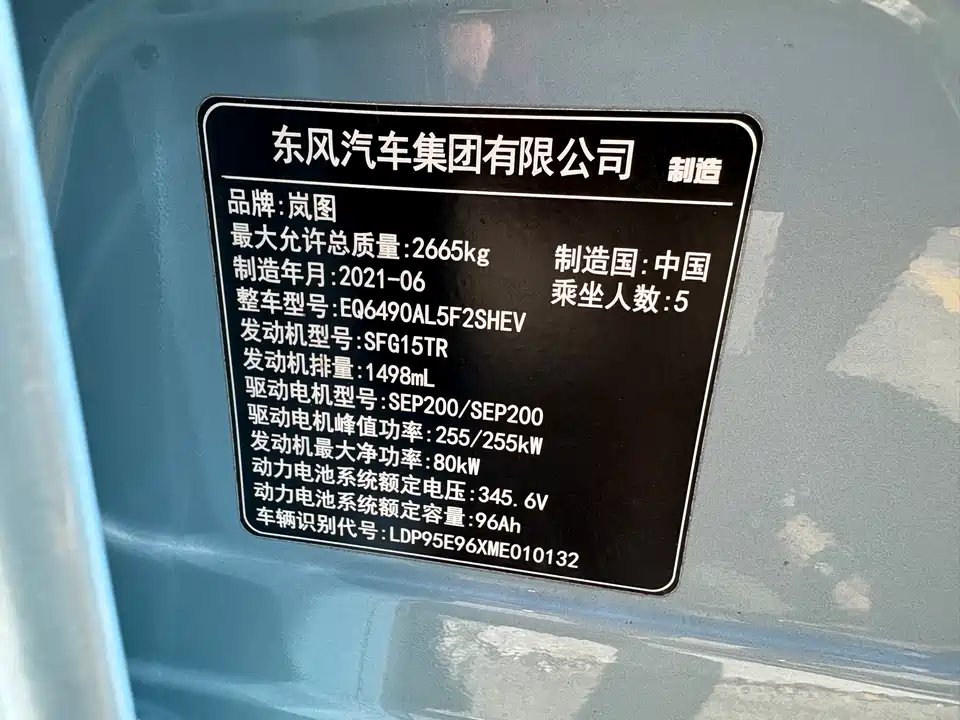 东风汽车集团有限公司 制造
品牌:岚图
最大允许总质量:2665kg 制造国:中国
制造年月:2021-06 乘坐人数:5
整车型号:EQ6490AL5F2SHEV
发动机型号:SFG15TR
发动机排量:1498mL
驱动电机型号:SEP200/SEP200
驱动电机峰值功率:255/255kW
发动机最大净功率:80kW
动力电池系统额定电压:345.6V
动力电池系统额定容量:96Ah
车辆识别代号:LDP95E96XME010132